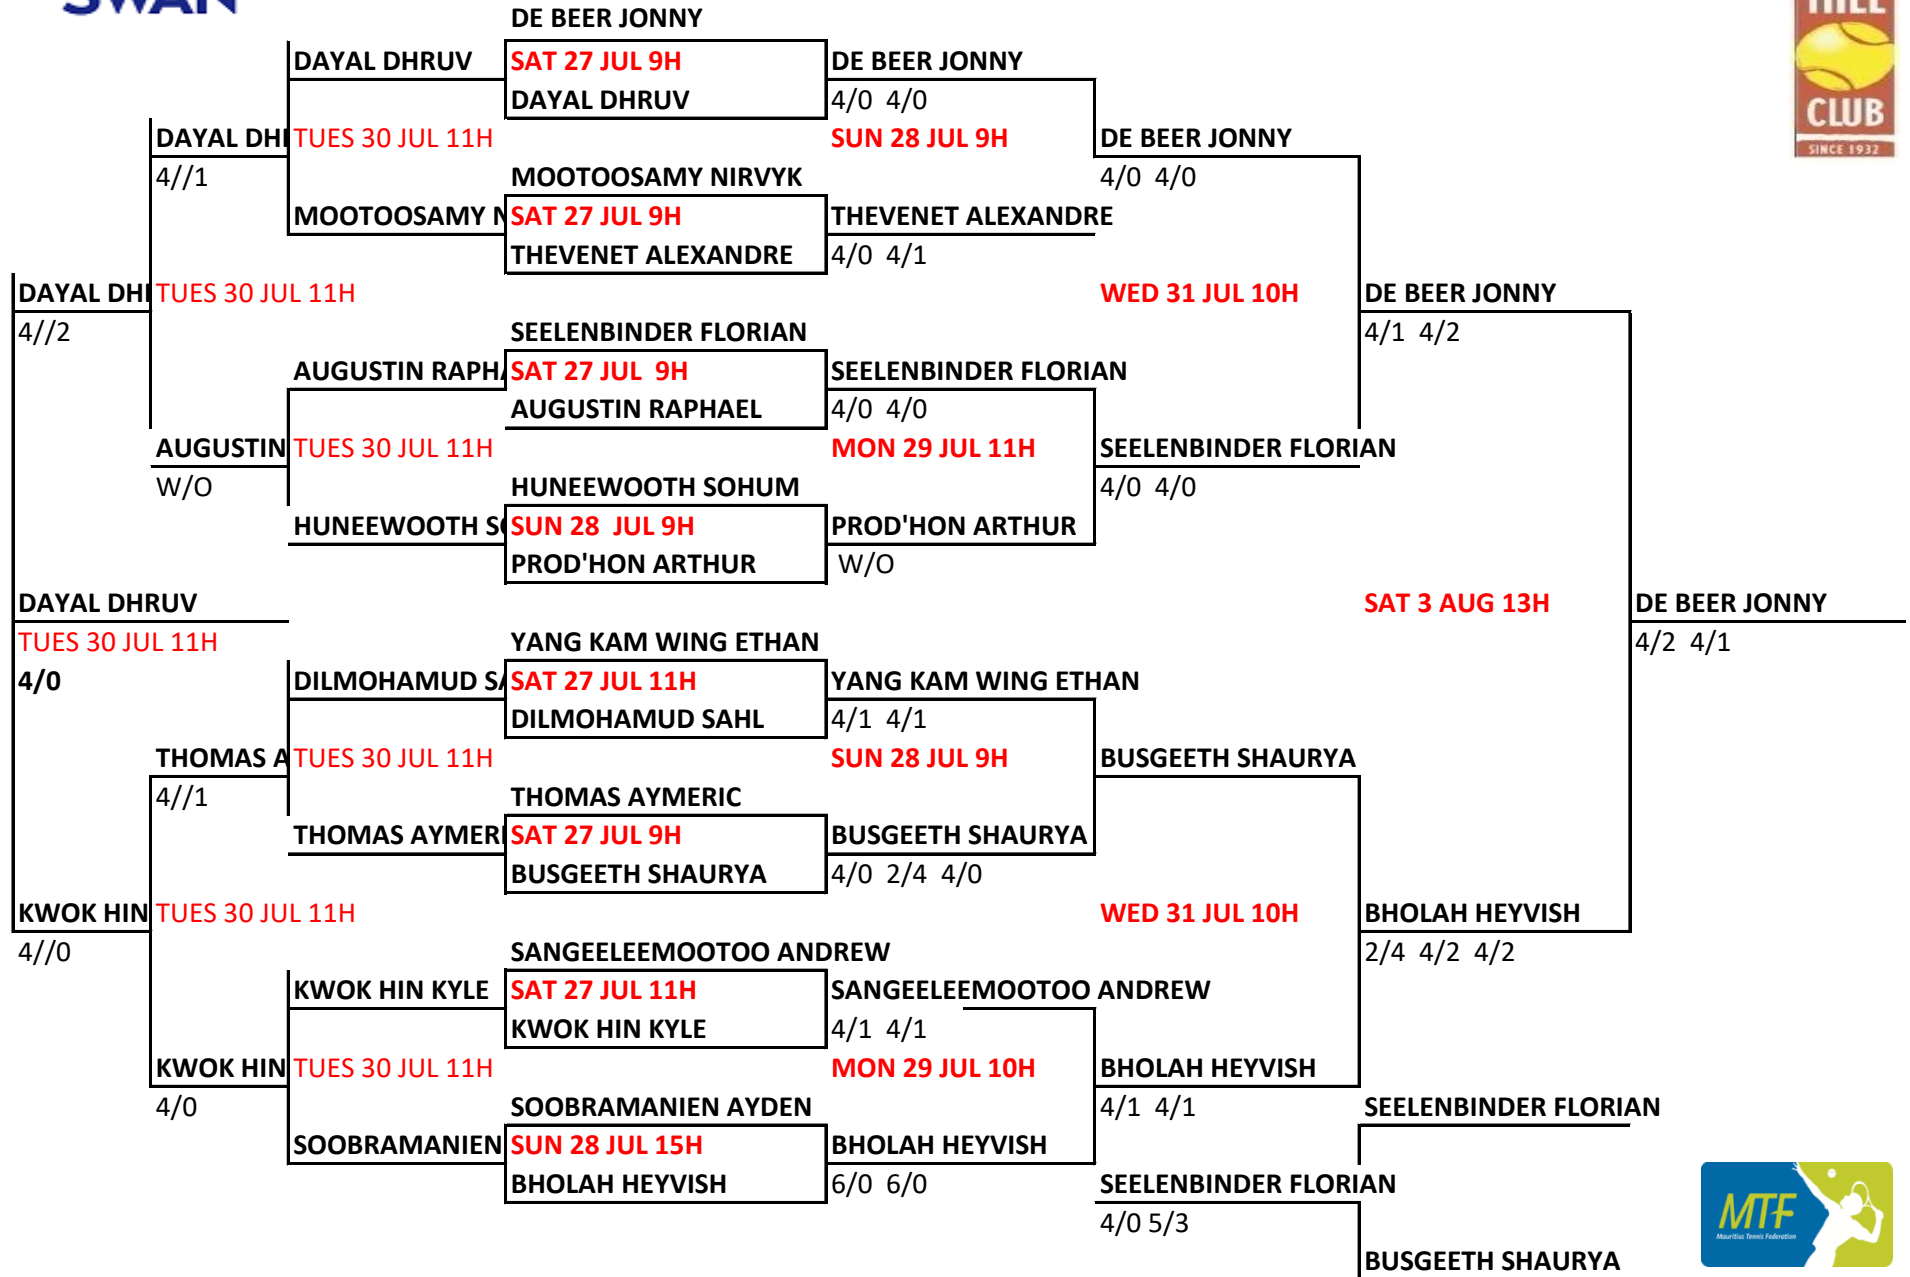 SWAN
DE BEER JONNY
HILL
DAYAL DHRUV SAT 27 JUL 9H DE BEER JONNY
DAYAL DHRUV 4/0 4/0
CLUB
DAYAL DHI TUES 30 JUL 11H SUN 28 JUL 9H DE BEER JONNY
SINCE 1932
4//1 MOOTOOSAMY NIRVYK 4/0 4/0
MOOTOOSAMY N SAT 27 JUL 9H THEVENET ALEXANDRE
THEVENET ALEXANDRE 4/0 4/1
DAYAL DHI TUES 30 JUL 11H WED 31 JUL 10H DE BEER JONNY
4//2 SEELENBINDER FLORIAN 4/1 4/2
AUGUSTIN RAPHA SAT 27 JUL 9H SEELENBINDER FLORIAN
AUGUSTIN RAPHAEL 4/0 4/0
AUGUSTIN TUES 30 JUL 11H MON 29 JUL 11H SEELENBINDER FLORIAN
W/O HUNEEWOOTH SOHUM 4/0 4/0
HUNEEWOOTH SO SUN 28 JUL 9H PROD'HON ARTHUR
PROD'HON ARTHUR W/O
DAYAL DHRUV SAT 3 AUG 13H DE BEER JONNY
TUES 30 JUL 11H YANG KAM WING ETHAN 4/2 4/1
4/0 DILMOHAMUD SA SAT 27 JUL 11H YANG KAM WING ETHAN
DILMOHAMUD SAHL 4/1 4/1
THOMAS A TUES 30 JUL 11H SUN 28 JUL 9H BUSGEETH SHAURYA
4//1 THOMAS AYMERIC
THOMAS AYMERI SAT 27 JUL 9H BUSGEETH SHAURYA
BUSGEETH SHAURYA 4/0 2/4 4/0
KWOK HIN TUES 30 JUL 11H WED 31 JUL 10H BHOLAH HEYVISH
4//0 SANGEELEEMOOTOO ANDREW 2/4 4/2 4/2
KWOK HIN KYLE SAT 27 JUL 11H SANGEELEEMOOTOO ANDREW
KWOK HIN KYLE 4/1 4/1
KWOK HIN TUES 30 JUL 11H MON 29 JUL 10H BHOLAH HEYVISH
4/0 SOOBRAMANIEN AYDEN 4/1 4/1 SEELENBINDER FLORIAN
SOOBRAMANIEN SUN 28 JUL 15H BHOLAH HEYVISH
BHOLAH HEYVISH 6/0 6/0 SEELENBINDER FLORIAN
4/0 5/3
MTF
Mauritius Tennis Federation
BUSGEETH SHAURYA